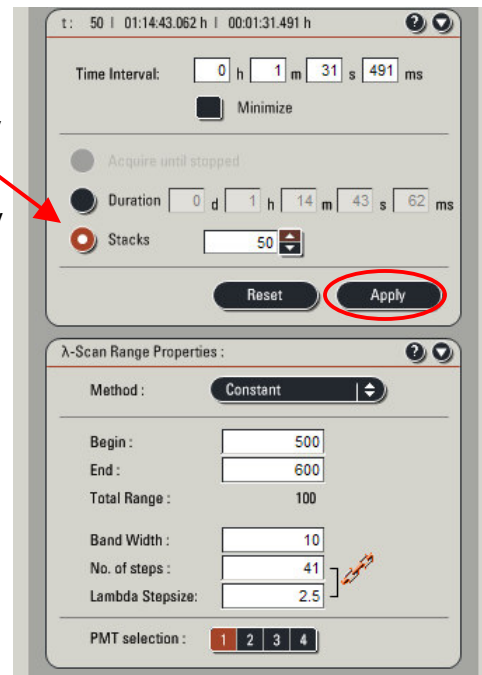 t: 50 | 01:14:43.062 h | 00:01:31.491 h ?
Time Interval: 0 h 1 m 31 s 491 ms
Minimize
Acquire until stopped
Duration 0 d 1 h 14 m 43 s 62 ms
Stacks 50
Reset Apply
λ-Scan Range Properties : ?
Method : Constant
Begin : 500
End : 600
Total Range : 100
Band Width : 10
No. of steps : 41
Lambda Stepsize: 2.5
PMT selection : 1 2 3 4